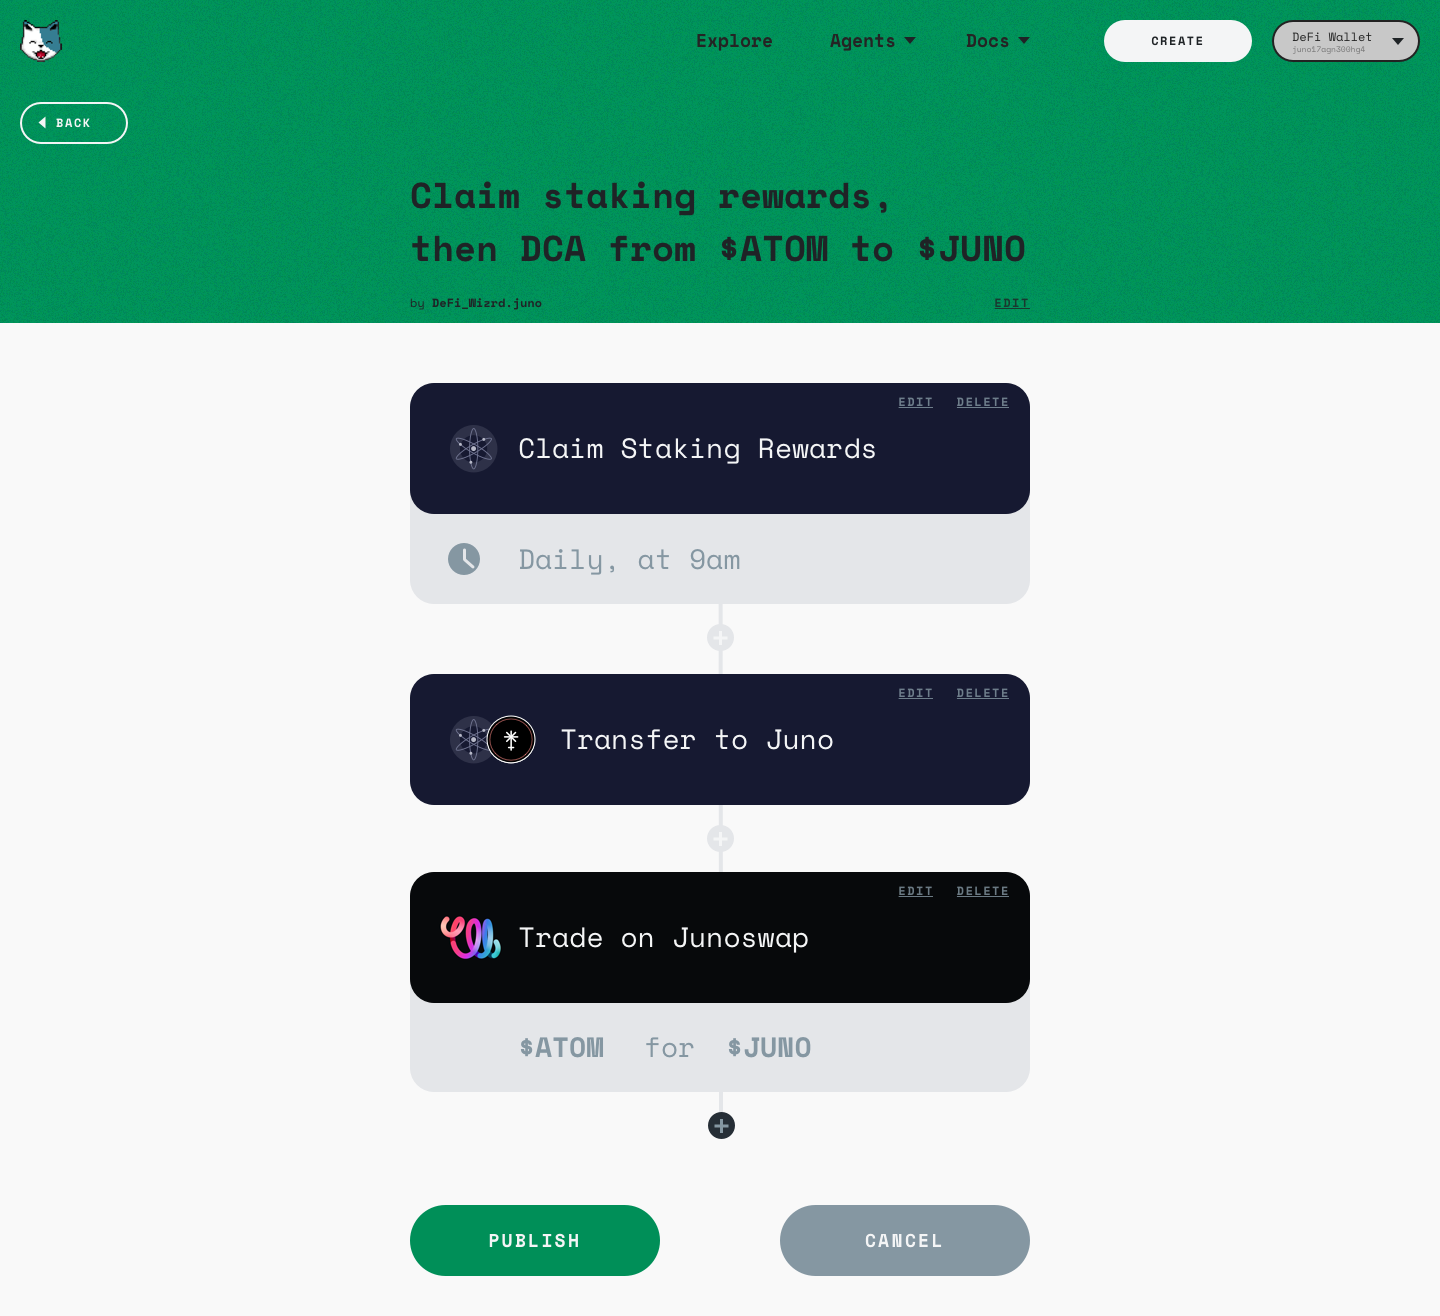 Explore Agents Docs CREATE DeFi Wallet
juno17agn300hg4
BACK
Claim staking rewards,
then DCA from $ATOM to $JUNO
by DeFi_Wizrd.juno EDIT
EDIT DELETE
Claim Staking Rewards
Daily, at 9am
EDIT DELETE
Transfer to Juno
EDIT DELETE
Trade on Junoswap
$ATOM for $JUNO
PUBLISH CANCEL